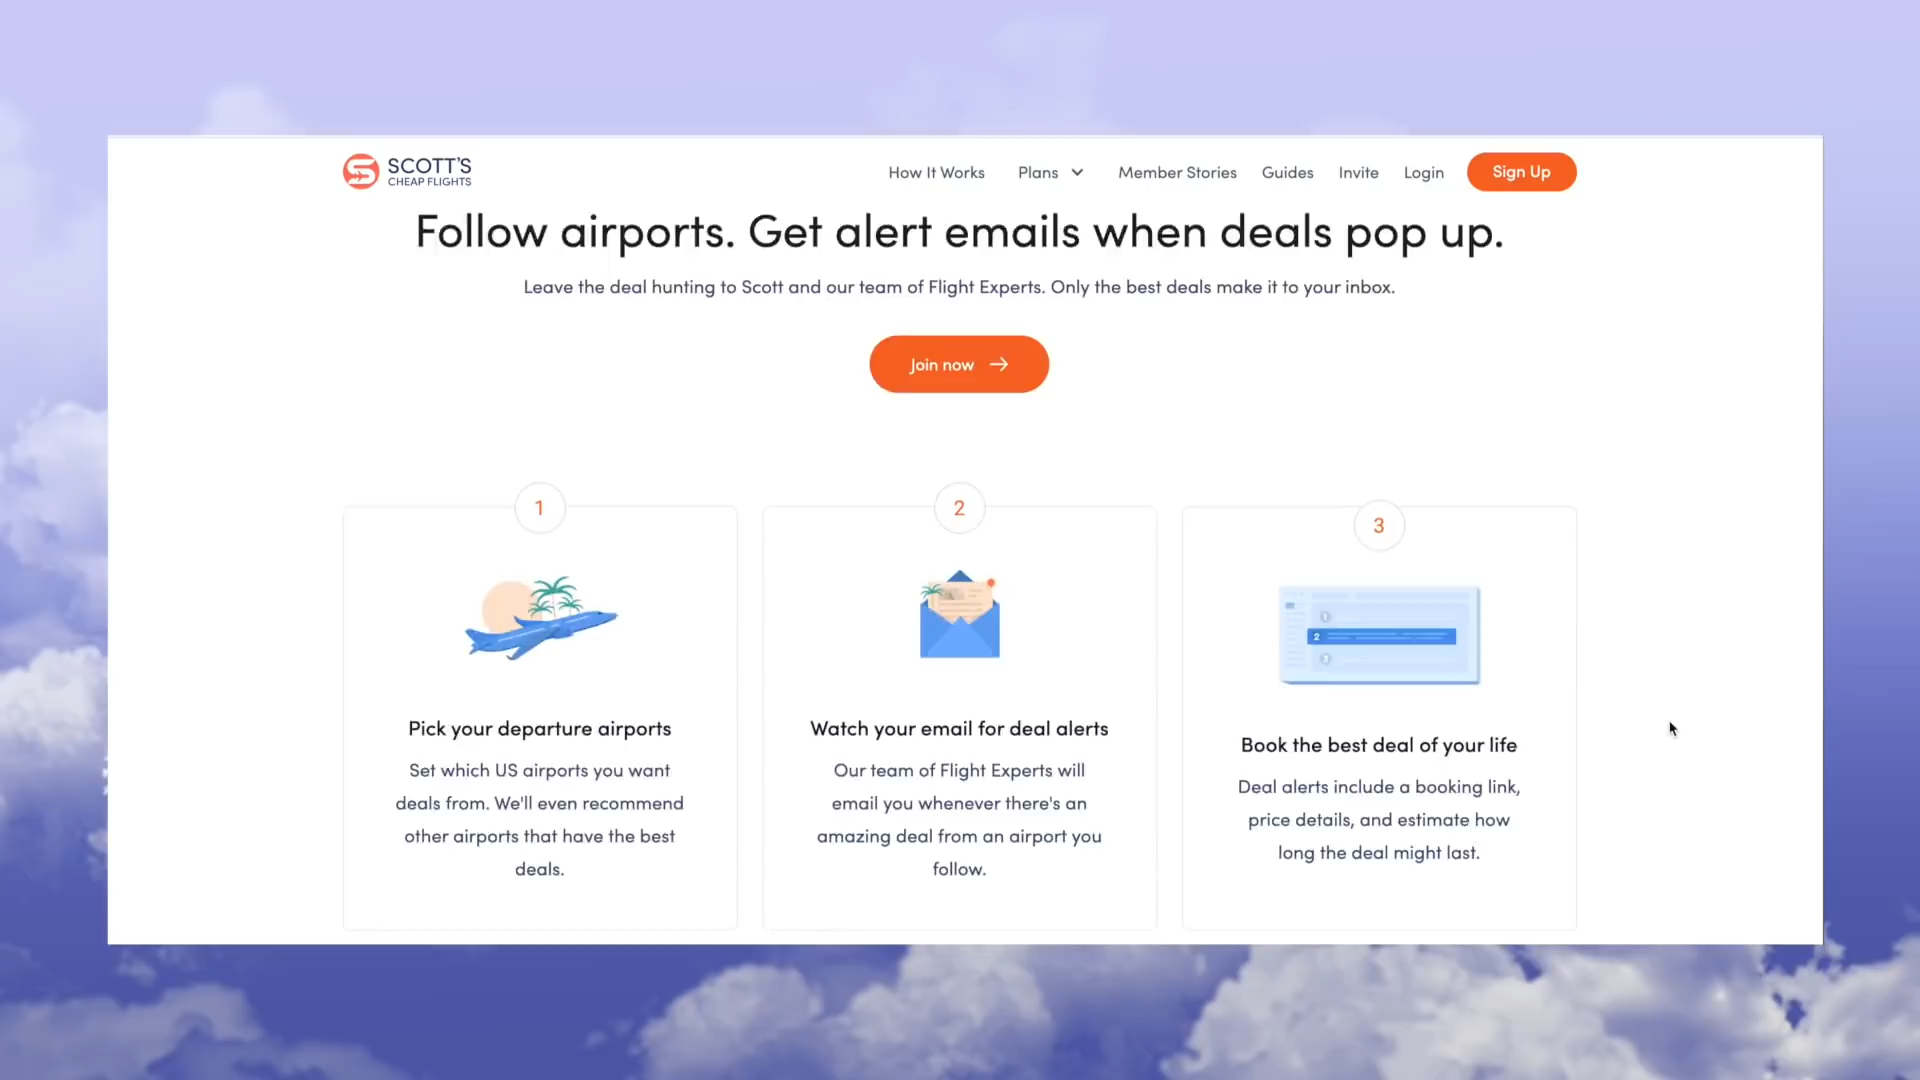 SCOTT'S
CHEAP FLIGHTS
How It Works
Plans
Member Stories
Guides
Invite
Login
Sign Up
Follow airports. Get alert emails when deals pop up.
Leave the deal hunting to Scott and our team of Flight Experts. Only the best deals make it to your inbox.
Join now
1
Pick your departure airports
Set which US airports you want
deals from. We'll even recommend
other airports that have the best
deals.
2
Watch your email for deal alerts
Our team of Flight Experts will
email you whenever there's an
amazing deal from an airport you
follow.
3
1
2
3
Book the best deal of your life
Deal alerts include a booking link,
price details, and estimate how
long the deal might last.